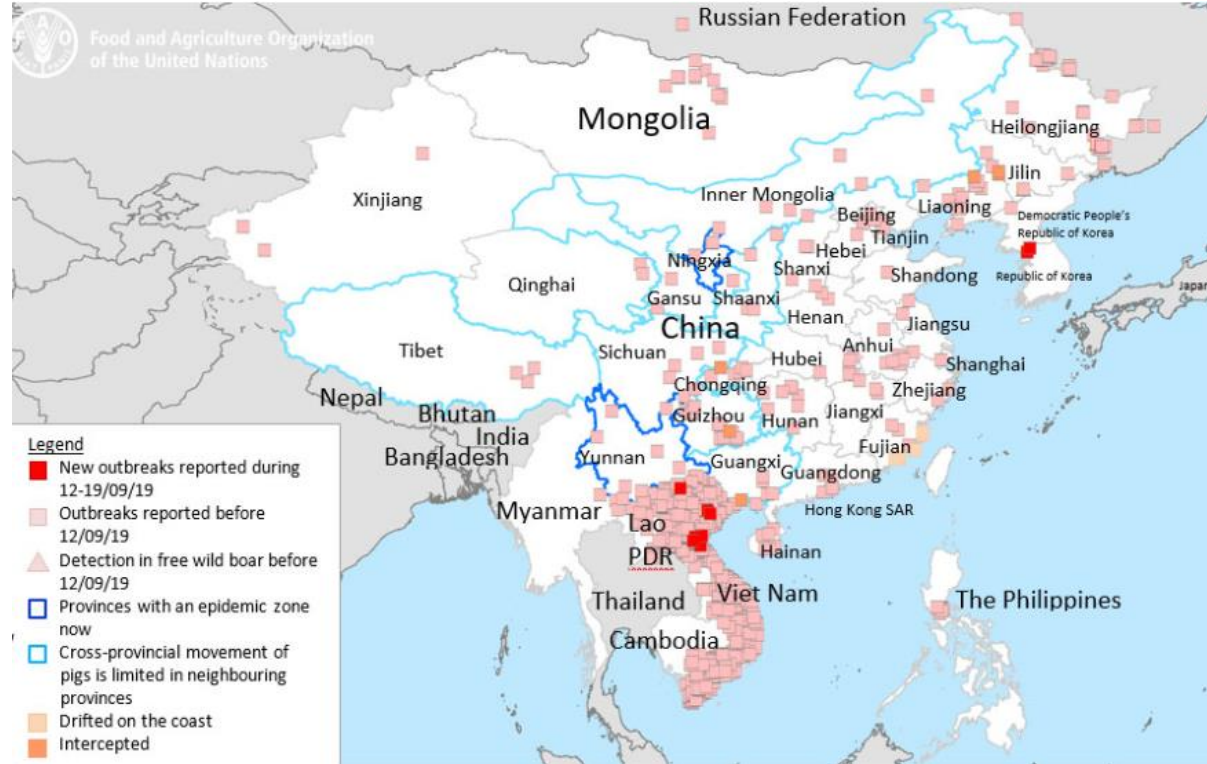 FAO
Food and Agriculture Organization
of the United Nations
Russian Federation
Mongolia
Heilongjiang
Jilin
Xinjiang
Inner Mongolia
Liaoning
Beijing
Tianjin
Hebei
Democratic People's
Republic of Korea
Republic of Korea
Japan
Ningxia
Shanxi
Shandong
Qinghai
Gansu
Shaanxi
Henan
China
Jiangsu
Anhui
Shanghai
Tibet
Sichuan
Hubei
Chongqing
Zhejiang
Nepal
Bhutan
Guizhou
Hunan
Jiangxi
India
Bangladesh
Yunnan
Fujian
Guangxi
Guangdong
Myanmar
Hong Kong SAR
Lao
PDR
Hainan
Thailand
Viet Nam
The Philippines
Cambodia
Legend
New outbreaks reported during
12-19/09/19
Outbreaks reported before
12/09/19
Detection in free wild boar before
12/09/19
Provinces with an epidemic zone
now
Cross-provincial movement of
pigs is limited in neighbouring
provinces
Drifted on the coast
Intercepted